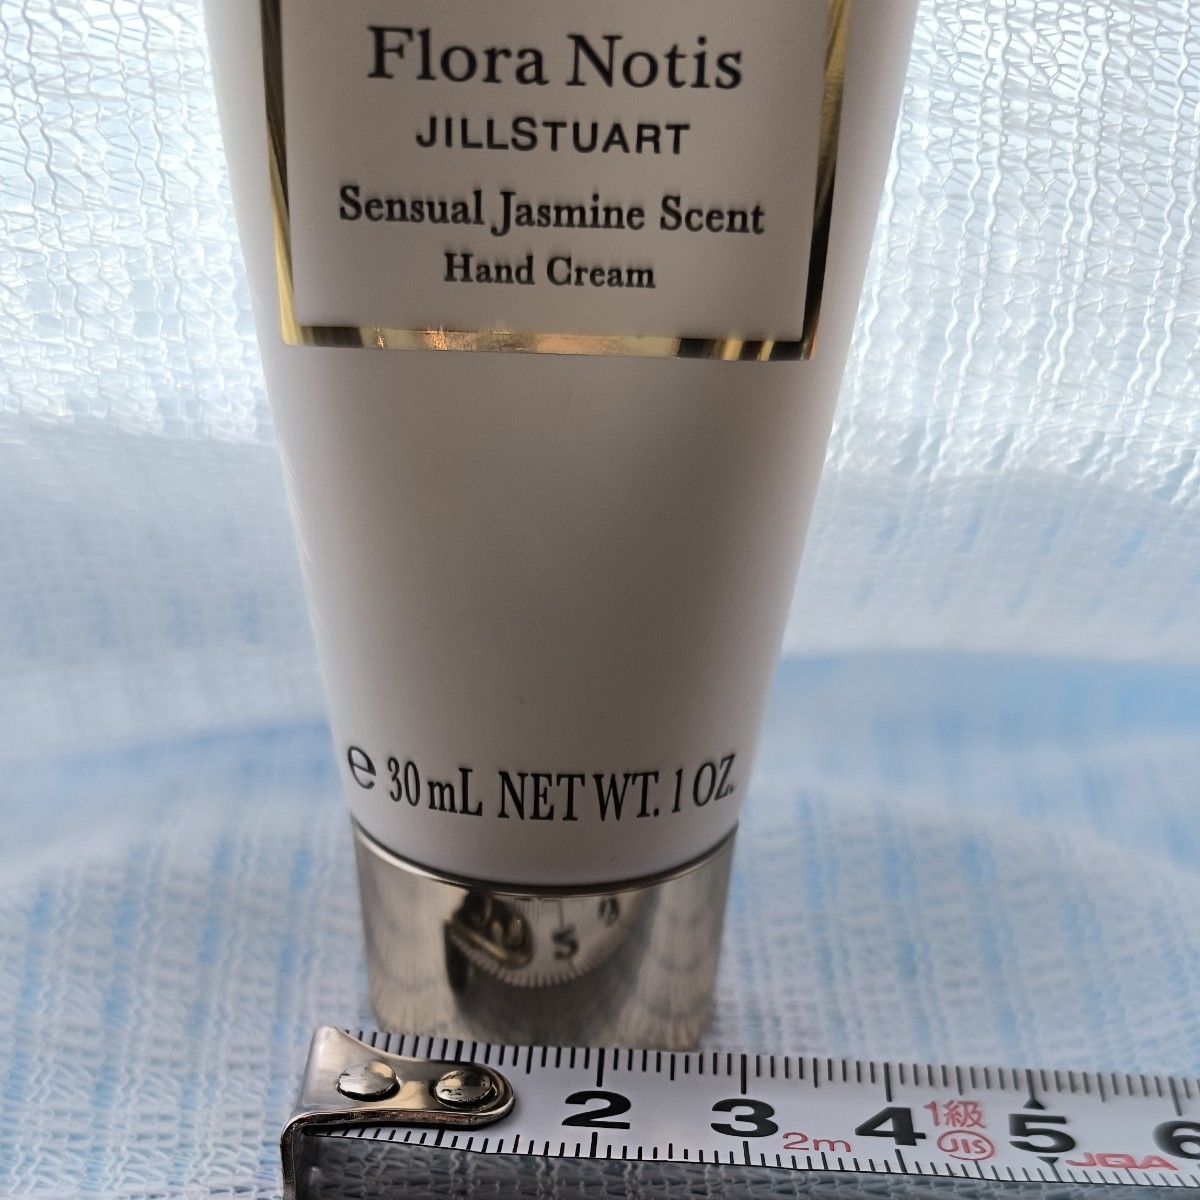 Flora Notis
JILLSTUART
Sensual Jasmine Scent
Hand Cream
℮ 30 mL NET WT. 1 OZ.
2 3 4 5 6
1級
2m JIS JQA